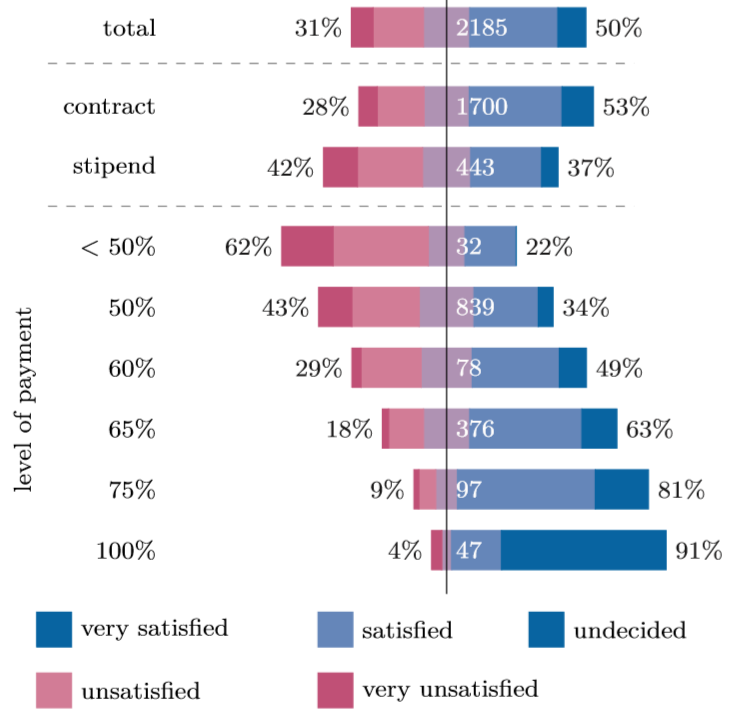 total 31% 2185 50%
contract 28% 1700 53%
stipend 42% 443 37%
level of payment
< 50% 62% 32 22%
50% 43% 839 34%
60% 29% 78 49%
65% 18% 376 63%
75% 9% 97 81%
100% 4% 47 91%
very satisfied satisfied undecided
unsatisfied very unsatisfied